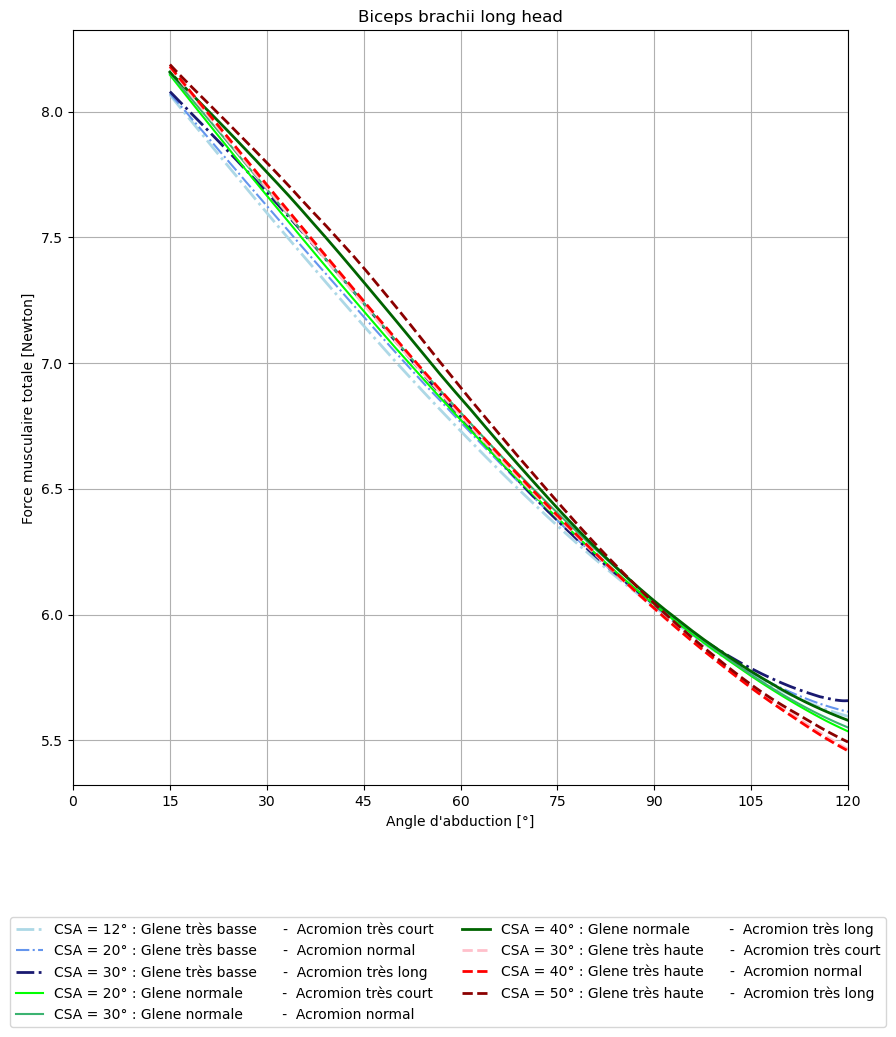 Biceps brachii long head
Force musculaire totale [Newton]
8.0
7.5
7.0
6.5
6.0
5.5
0 15 30 45 60 75 90 105 120
Angle d'abduction [°]
CSA = 12° : Glene très basse - Acromion très court
CSA = 20° : Glene très basse - Acromion normal
CSA = 30° : Glene très basse - Acromion très long
CSA = 20° : Glene normale - Acromion très court
CSA = 30° : Glene normale - Acromion normal
CSA = 40° : Glene normale - Acromion très long
CSA = 30° : Glene très haute - Acromion très court
CSA = 40° : Glene très haute - Acromion normal
CSA = 50° : Glene très haute - Acromion très long